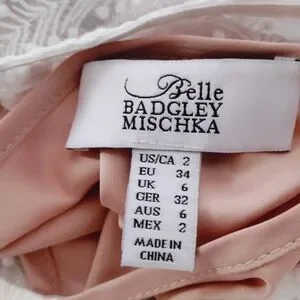 Belle
BADGLEY
MISCHKA
US/CA 2
EU 34
UK 6
GER 32
AUS 6
MEX 2
MADE IN
CHINA